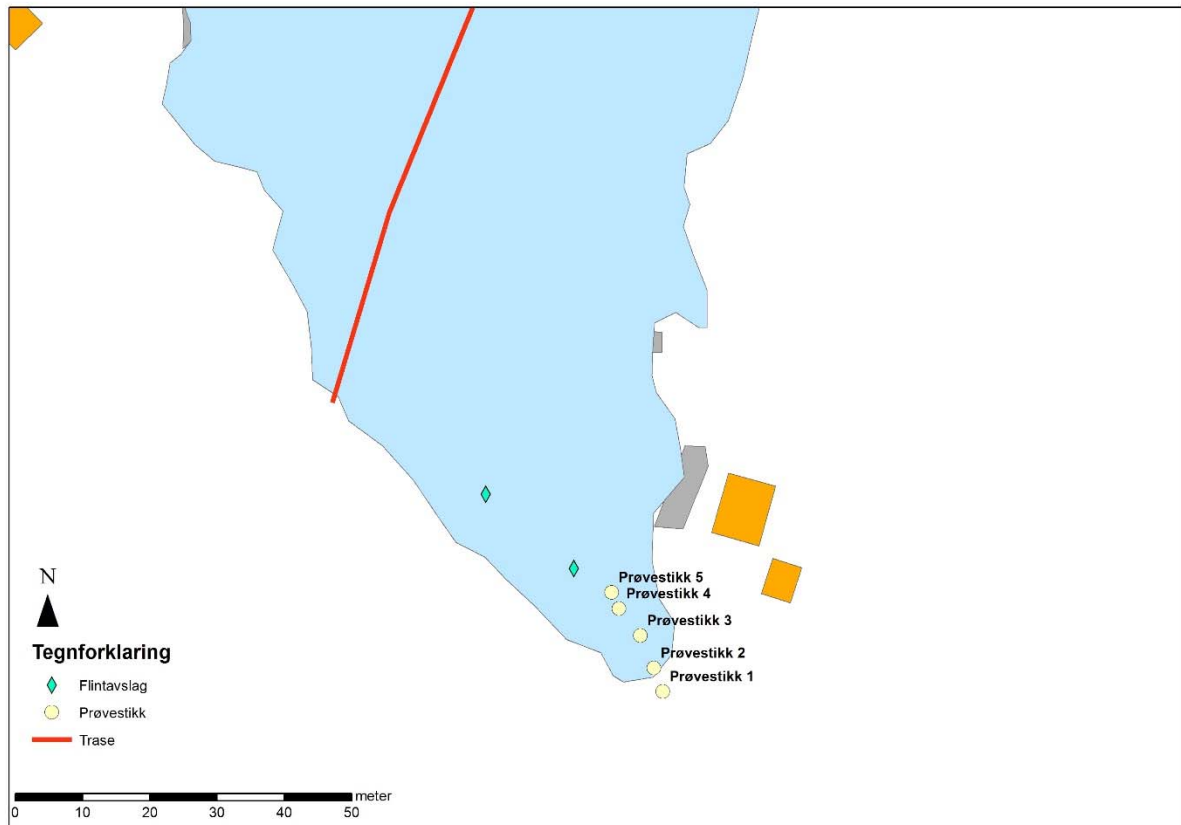 Prøvestikk 5
Prøvestikk 4
Prøvestikk 3
Prøvestikk 2
Prøvestikk 1
N
Tegnforklaring
Flintavslag
Prøvestikk
Trase
meter
0 10 20 30 40 50